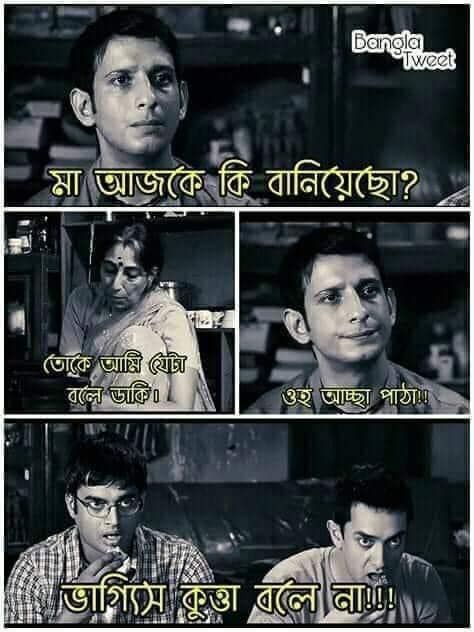 Bangla
Tweet
মা আজকে কি বানিয়েছো?
তোকে আমি যেটা
বলে ডাকি।
ওহ আচ্ছা পাঠা!!
ভাগ্যিস কুত্তা বলে না!!!